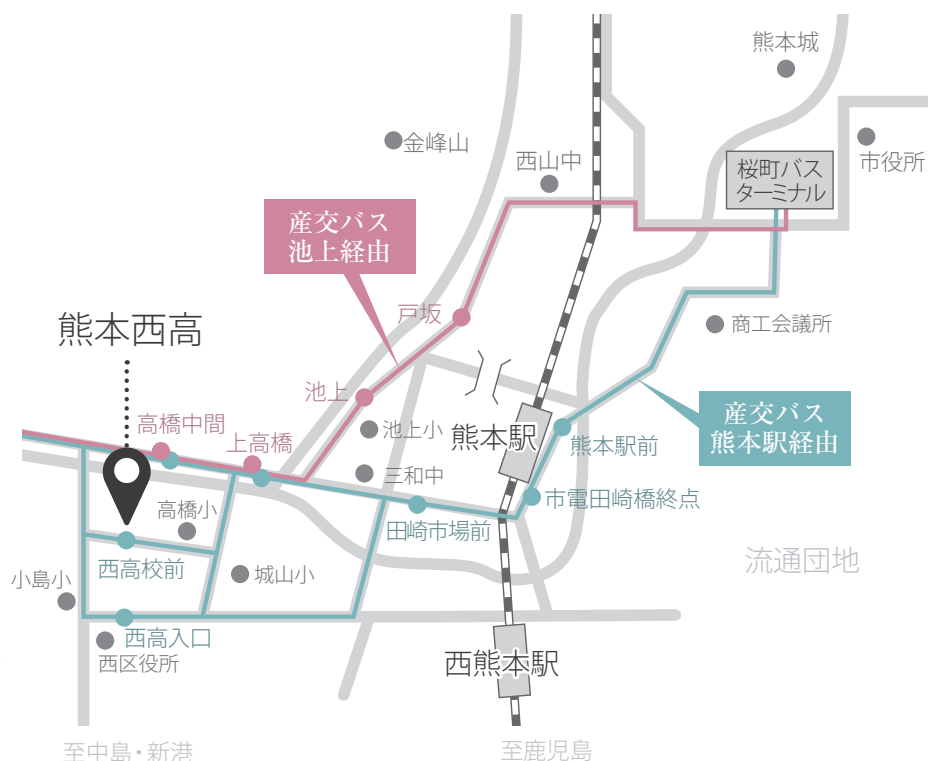 熊本城
金峰山
西山中
市役所
桜町バス
ターミナル
産交バス
池上経由
戸坂
熊本西高
商工会議所
池上
高橋中間
上高橋
池上小
熊本駅
熊本駅前
産交バス
熊本駅経由
三和中
市電田崎橋終点
高橋小
田崎市場前
西高校前
城山小
流通団地
小島小
西高入口
西区役所
西熊本駅
至中島・新港
至鹿児島